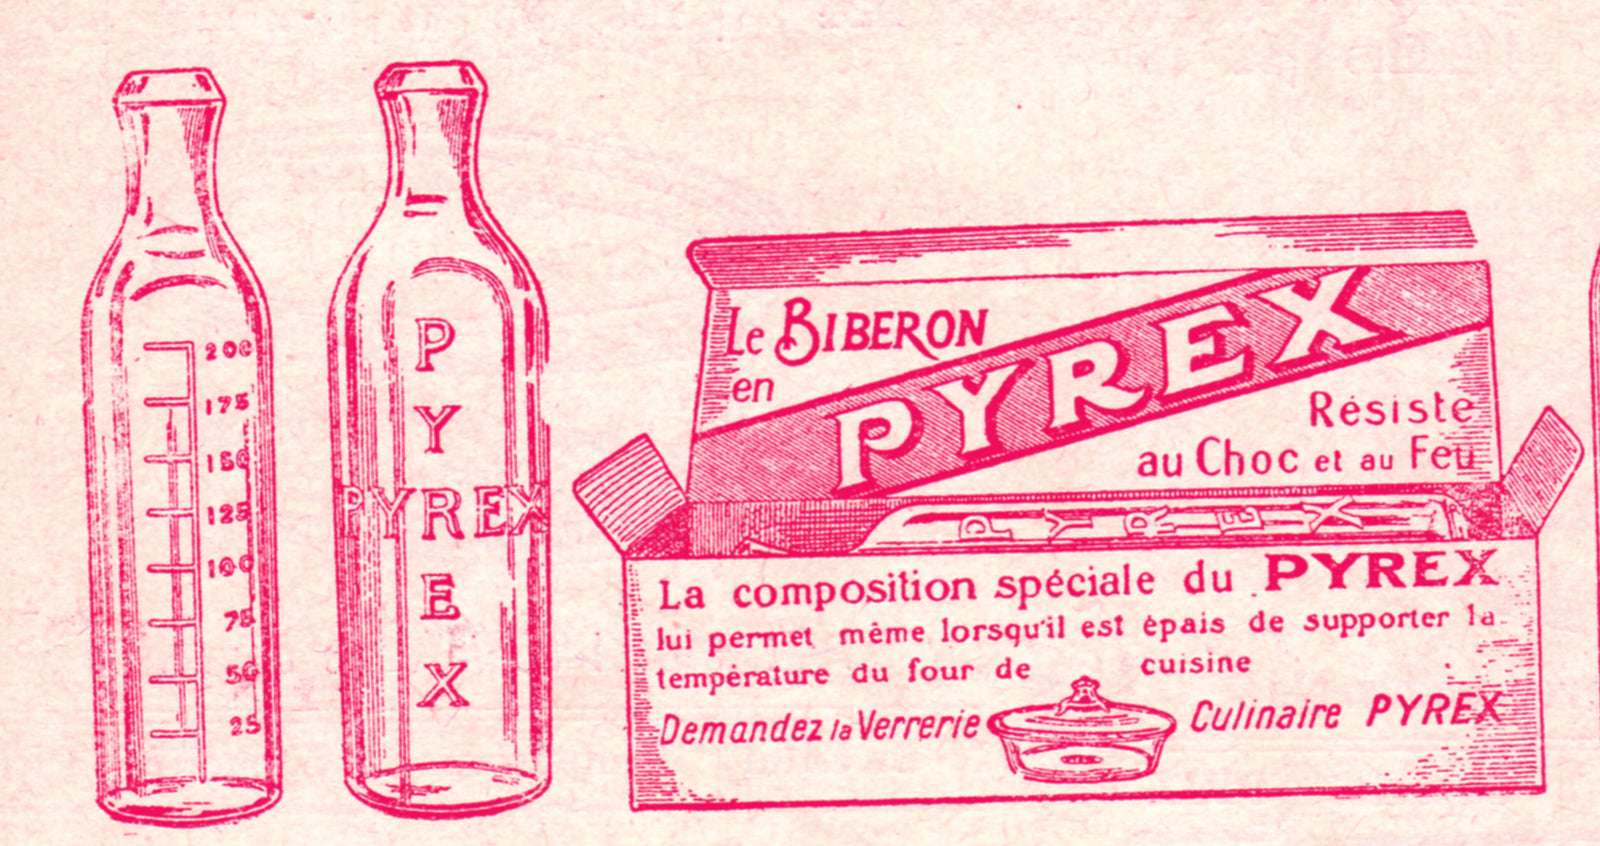 200
175
150
125
100
75
50
25
P
Y
PYREX
E
X
Le BIBERON
en PYREX
Résiste
au Choc et au Feu
PYREX
La composition spéciale du PYREX
lui permet même lorsqu'il est épais de supporter la
température du four de cuisine
Demandez la Verrerie Culinaire PYREX